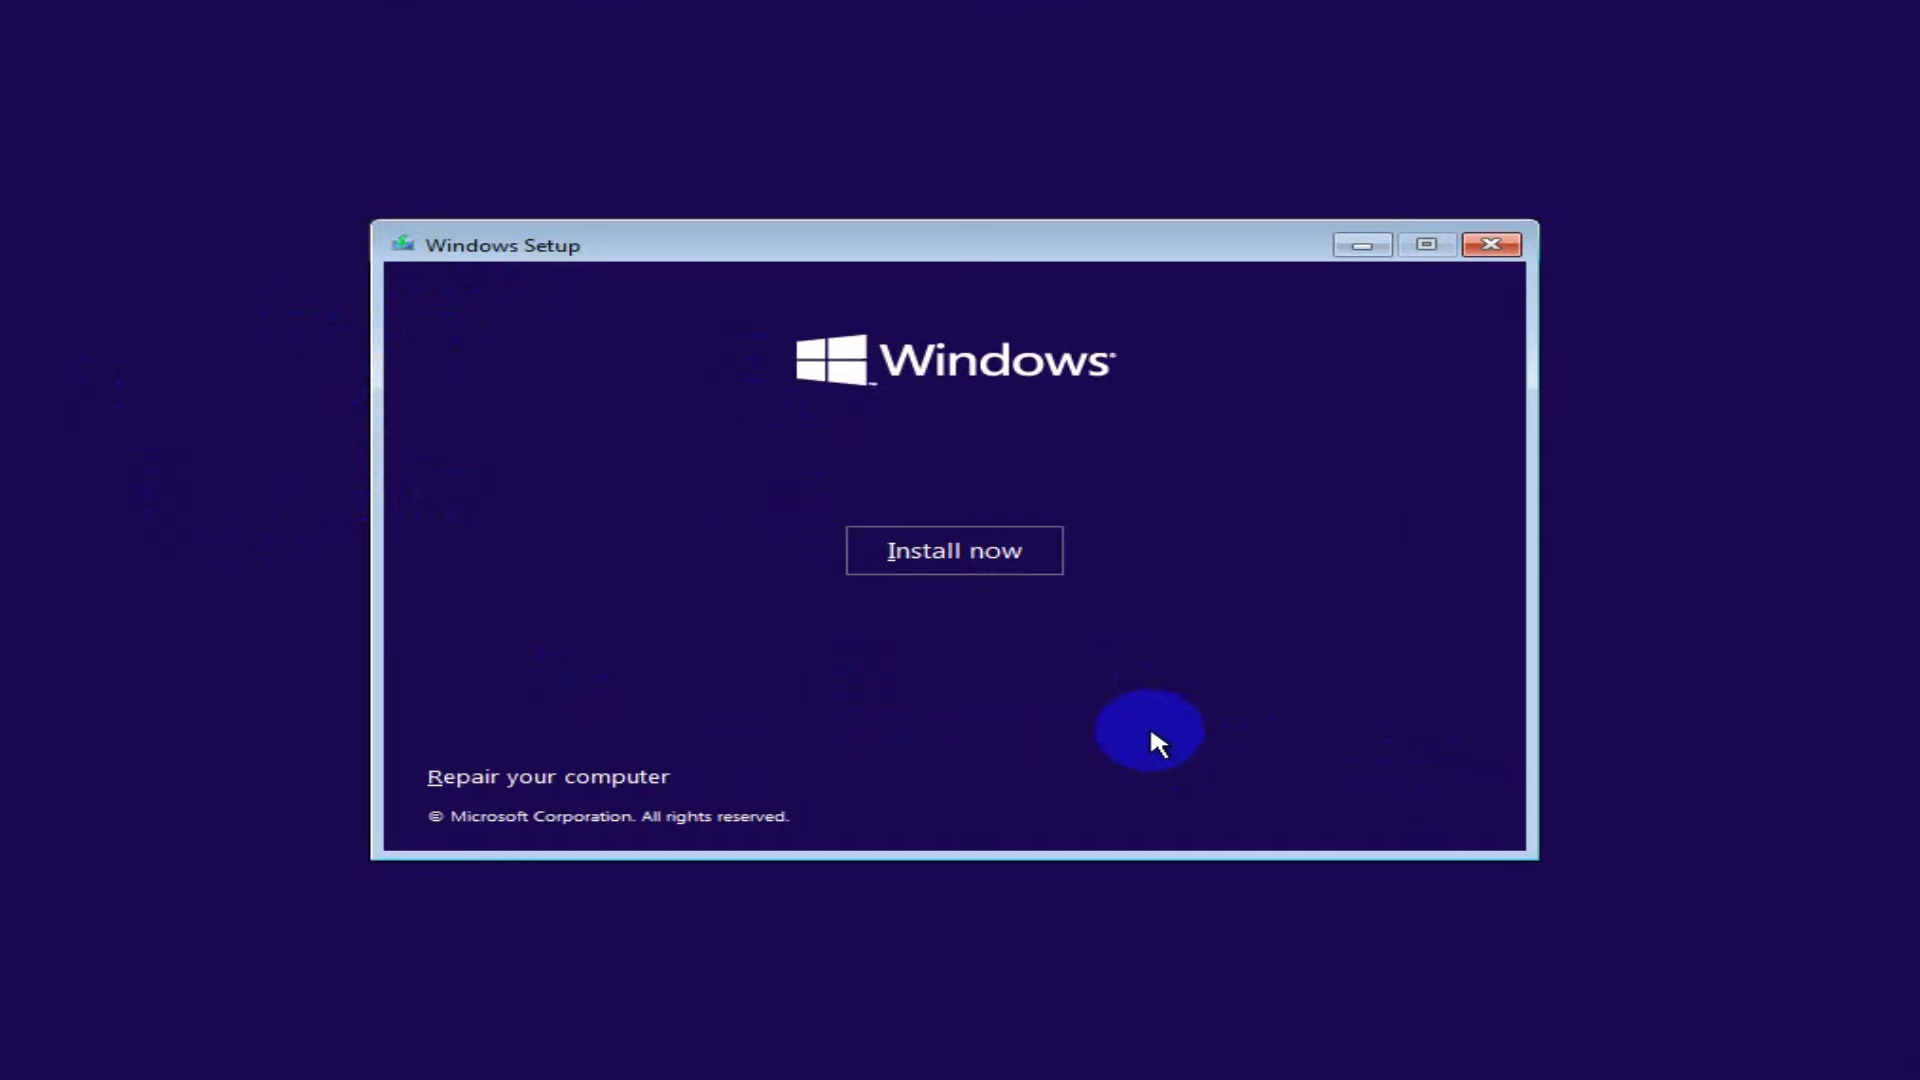 Windows Setup
Windows
Install now
Repair your computer
© Microsoft Corporation. All rights reserved.